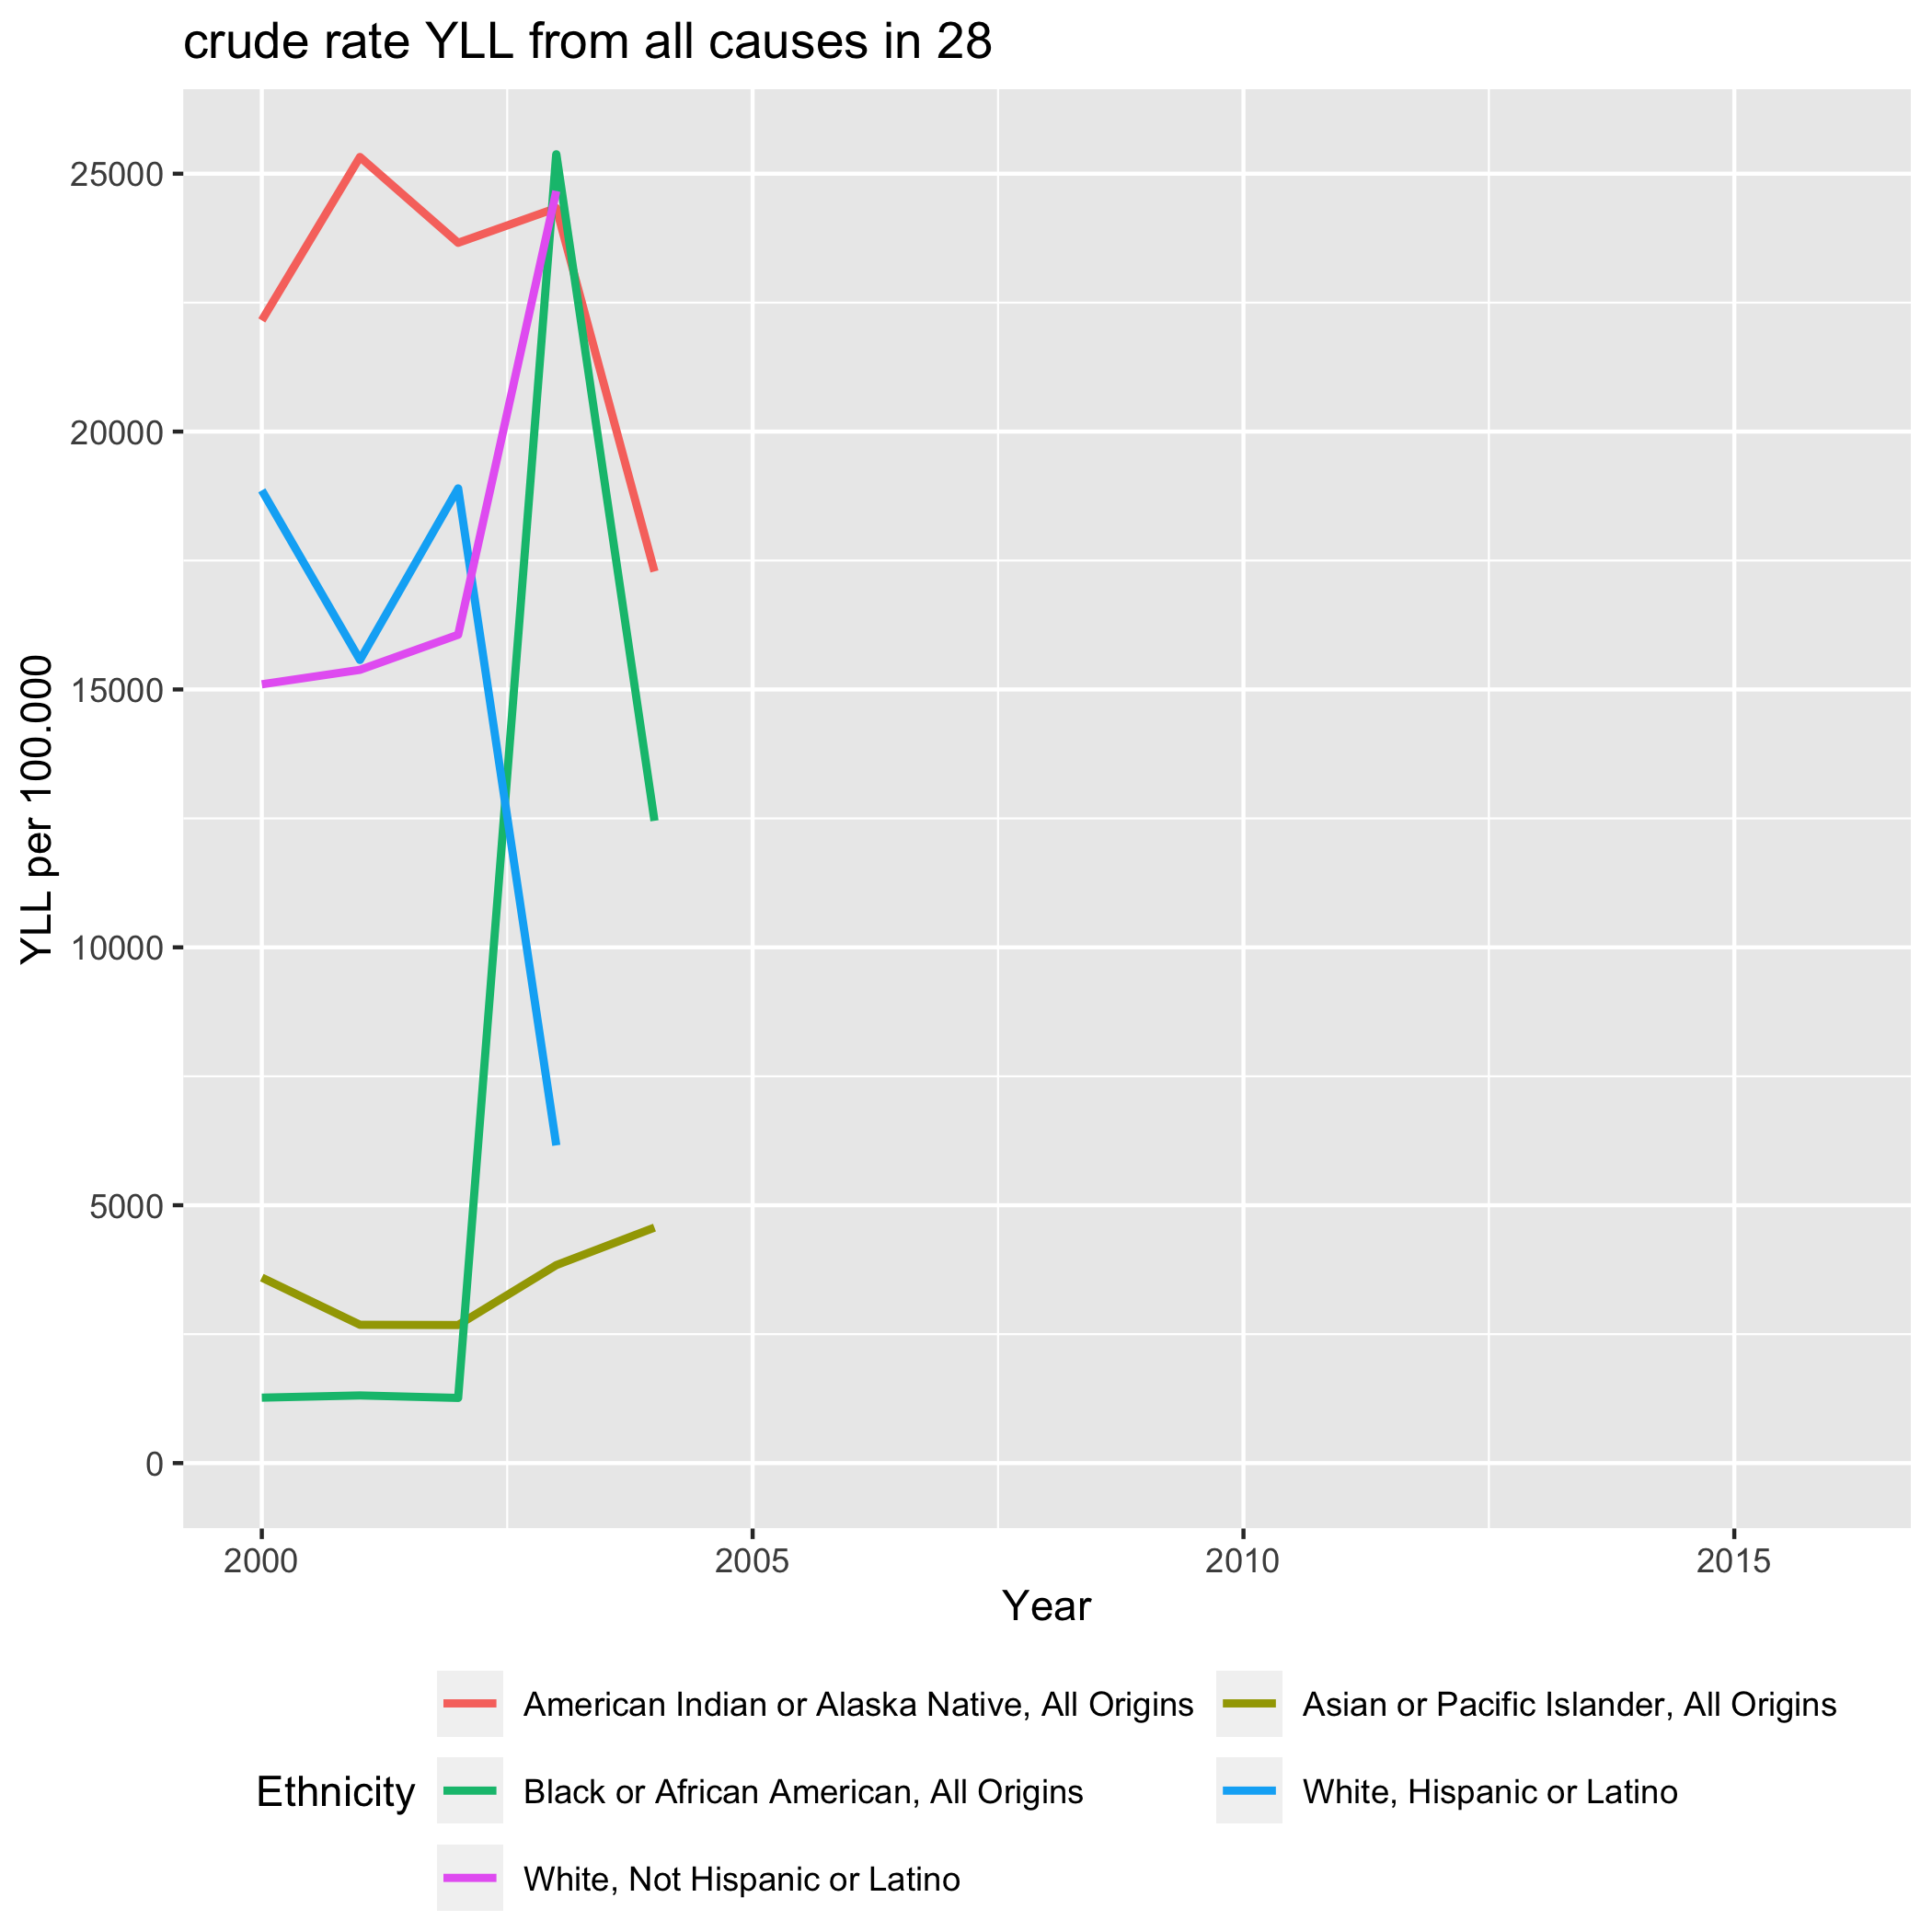 crude rate YLL from all causes in 28
YLL per 100.000
25000
20000
15000
10000
5000
0
2000 2005 2010 2015
Year
Ethnicity
American Indian or Alaska Native, All Origins
Asian or Pacific Islander, All Origins
Black or African American, All Origins
White, Hispanic or Latino
White, Not Hispanic or Latino